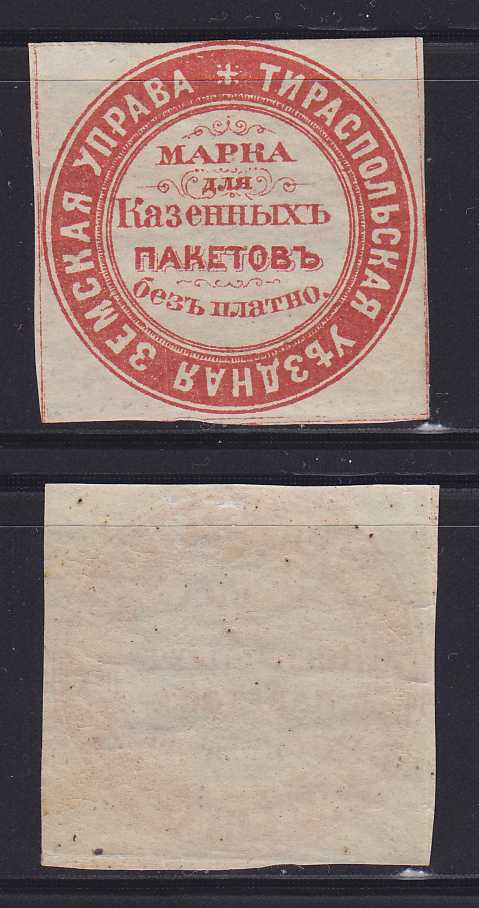 ТИРАСПОЛЬСКАЯ УѢЗДНАЯ ЗЕМСКАЯ УПРАВА *
МАРКА
для
Казенныхъ
ПАКЕТОВЪ
безъ платно.